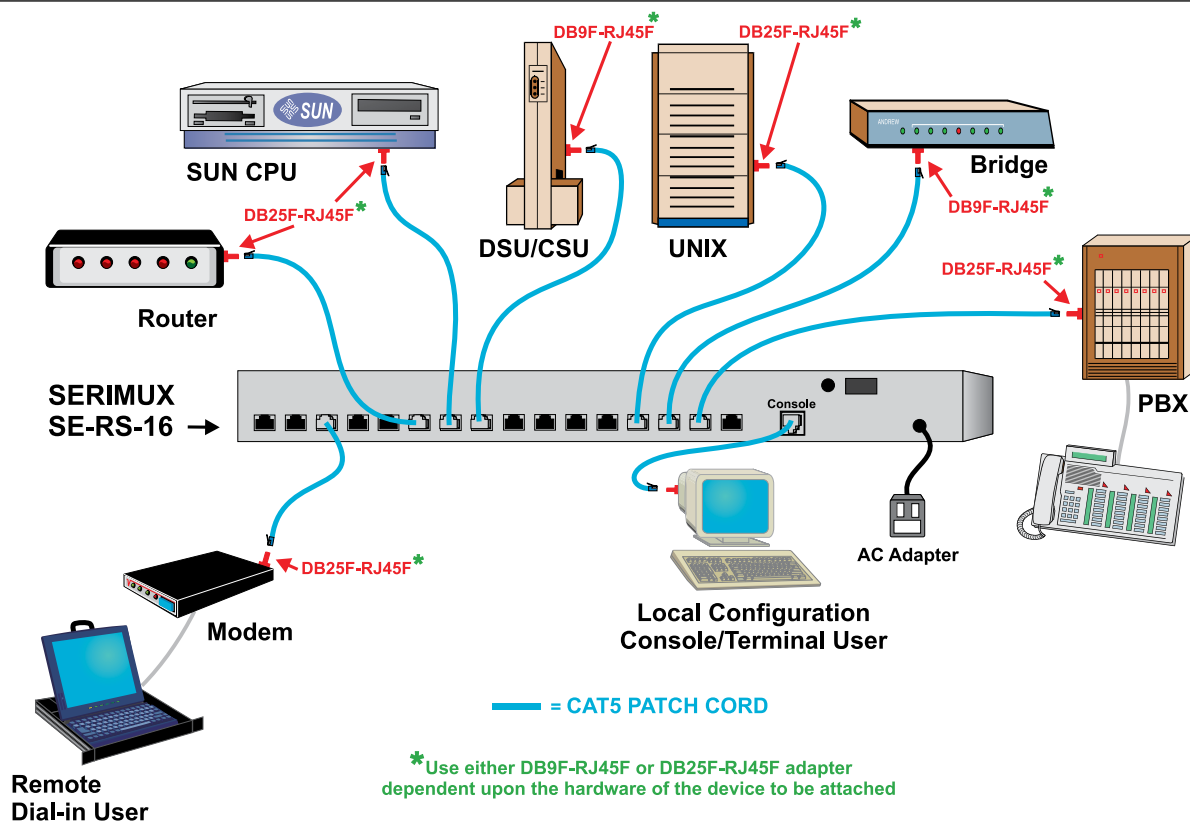 DB9F-RJ45F*
DB25F-RJ45F*
SUN
SUN CPU
ANDREW
Bridge
DB25F-RJ45F*
DB9F-RJ45F*
DSU/CSU
UNIX
DB25F-RJ45F*
Router
SERIMUX
SE-RS-16
Console
PBX
AC Adapter
DB25F-RJ45F*
Modem
Local Configuration
Console/Terminal User
= CAT5 PATCH CORD
*Use either DB9F-RJ45F or DB25F-RJ45F adapter
dependent upon the hardware of the device to be attached
Remote
Dial-in User